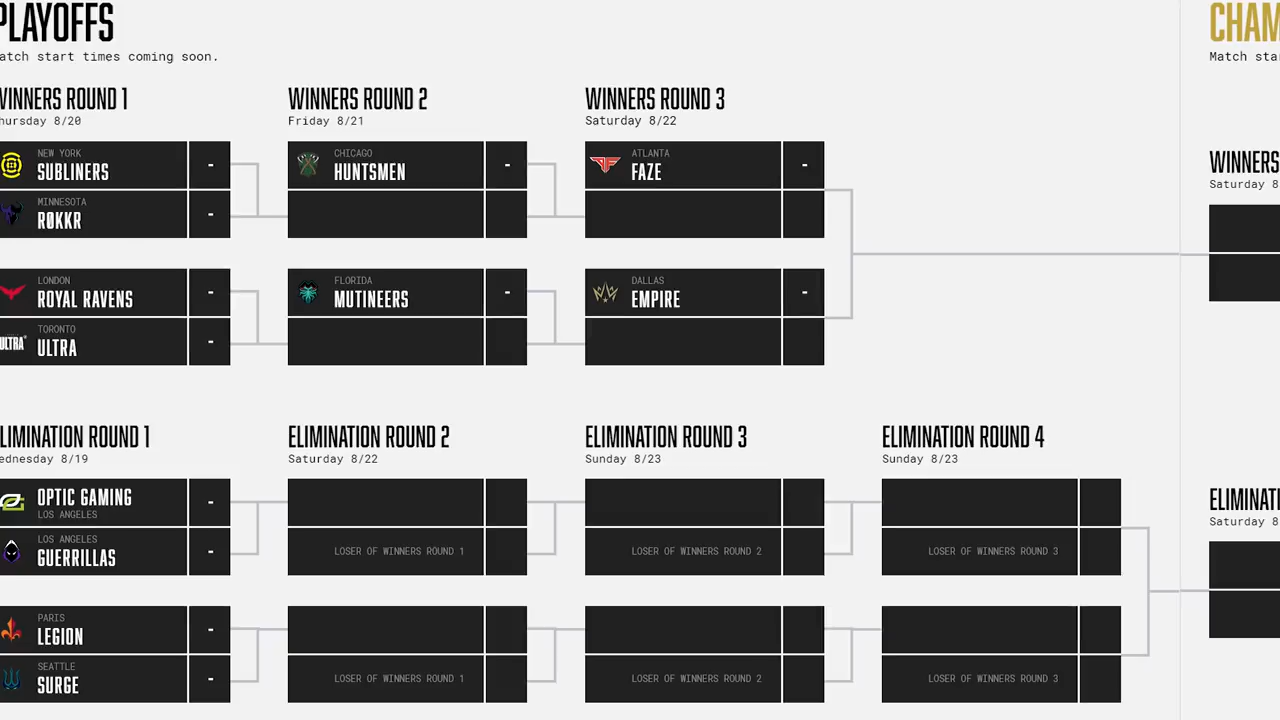 PLAYOFFS
atch start times coming soon.
WINNERS ROUND 1
hursday 8/20
NEW YORK
SUBLINERS
-
MINNESOTA
RØKKR
-
LONDON
ROYAL RAVENS
-
ULTRA
TORONTO
ULTRA
-
WINNERS ROUND 2
Friday 8/21
CHICAGO
HUNTSMEN
-
FLORIDA
MUTINEERS
-
WINNERS ROUND 3
Saturday 8/22
ATLANTA
FAZE
-
DALLAS
EMPIRE
-
LIMINATION ROUND 1
ednesday 8/19
OPTIC GAMING
LOS ANGELES
-
LOS ANGELES
GUERRILLAS
-
PARIS
LEGION
-
SEATTLE
SURGE
-
ELIMINATION ROUND 2
Saturday 8/22
LOSER OF WINNERS ROUND 1
LOSER OF WINNERS ROUND 1
ELIMINATION ROUND 3
Sunday 8/23
LOSER OF WINNERS ROUND 2
LOSER OF WINNERS ROUND 2
ELIMINATION ROUND 4
Sunday 8/23
LOSER OF WINNERS ROUND 3
LOSER OF WINNERS ROUND 3
CHAM
Match sta
WINNERS
Saturday 8
ELIMINATI
Saturday 8